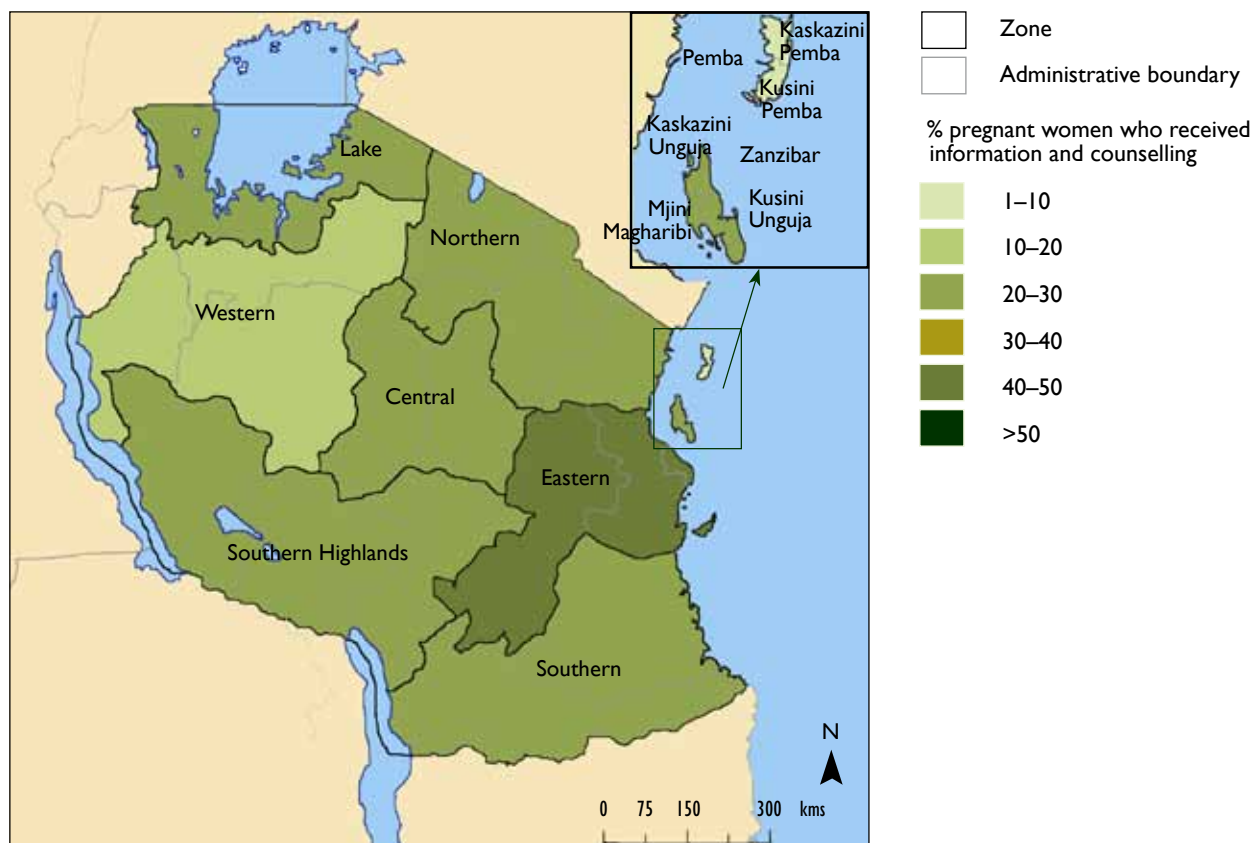 Kaskazini
Pemba
Pemba
Kusini
Pemba
Kaskazini
Unguja
Zanzibar
Mjini
Magharibi
Kusini
Unguja
Lake
Northern
Western
Central
Eastern
Southern Highlands
Southern
N
0 75 150 300 kms
Zone
Administrative boundary
% pregnant women who received
information and counselling
1–10
10–20
20–30
30–40
40–50
>50